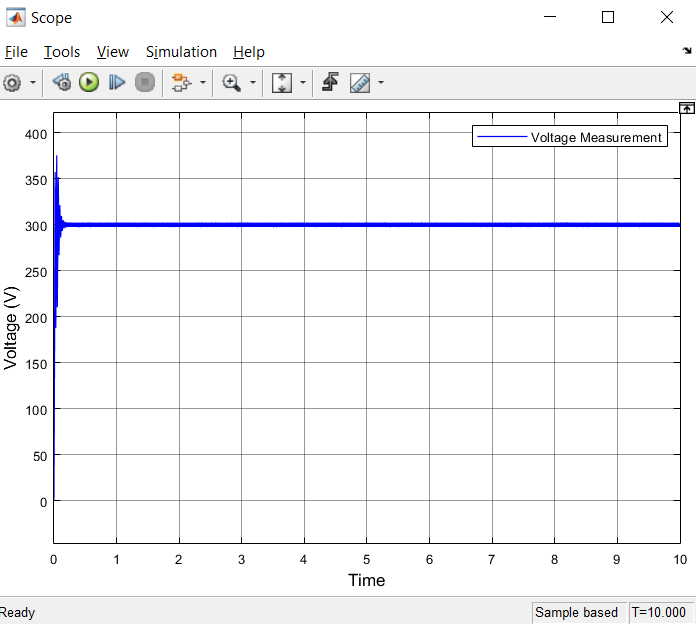 Scope
File Tools View Simulation Help
Voltage Measurement
400
350
300
250
200
150
100
50
0
Voltage (V)
0 1 2 3 4 5 6 7 8 9 10
Time
Ready
Sample based T=10.000